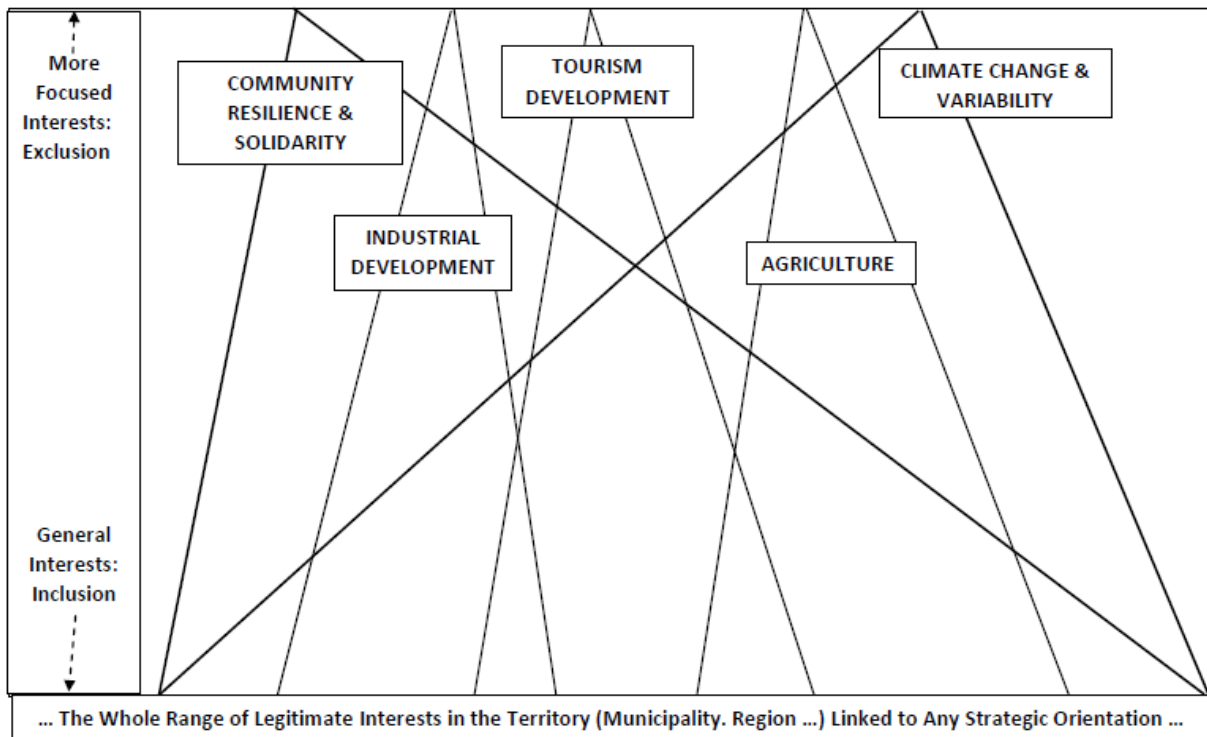 More
Focused
Interests:
Exclusion
COMMUNITY
RESILIENCE &
SOLIDARITY
TOURISM
DEVELOPMENT
CLIMATE CHANGE &
VARIABILITY
INDUSTRIAL
DEVELOPMENT
AGRICULTURE
General
Interests:
Inclusion
... The Whole Range of Legitimate Interests in the Territory (Municipality. Region ...) Linked to Any Strategic Orientation ...